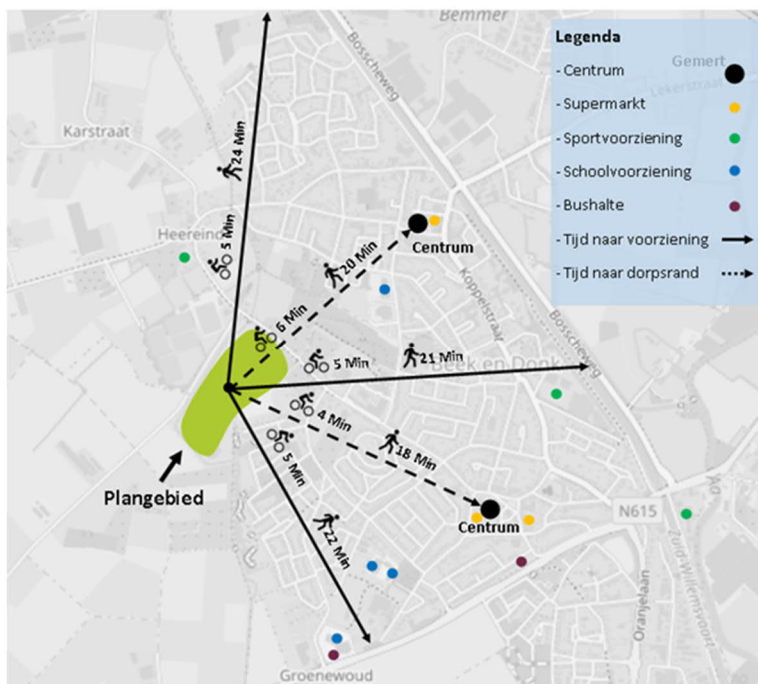 Bemmer
Bosscheweg
Legenda
Gemert
- Centrum
Lekerstraat
- Supermarkt
- Sportvoorziening
- Schoolvoorziening
- Bushalte
- Tijd naar voorziening
- Tijd naar dorpsrand
Karstraat
24 Min
Heereind
5 Min
20 Min
Centrum
Koppelstraat
Bosscheweg
6 Min
5 Min
21 Min
Beek en Donk
4 Min
5 Min
18 Min
Plangebied
Centrum
22 Min
N615
Aa
Zuid-Willemsvaart
Oranjelaan
Groenewoud